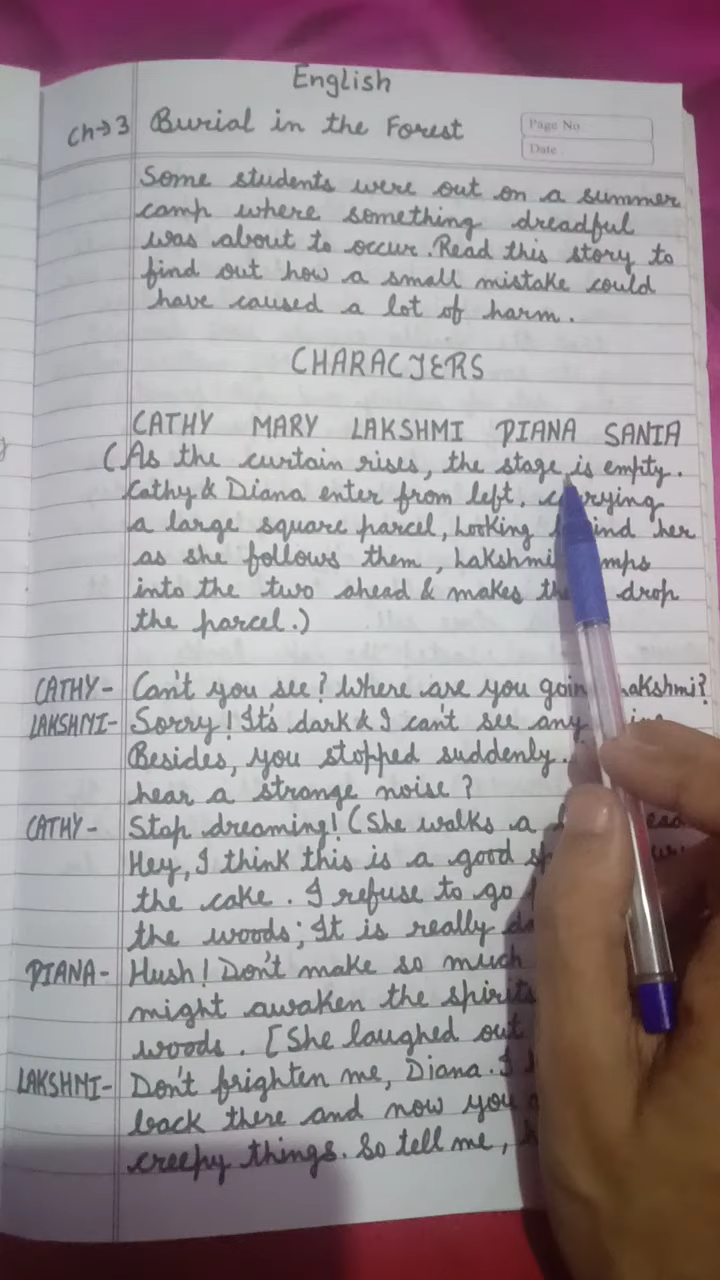 English
Ch→3 Burial in the Forest
Page No.
Date
Some students were out on a summer
camp where something dreadful
was about to occur. Read this story to
find out how a small mistake could
have caused a lot of harm.
CHARACTERS
CATHY MARY LAKSHMI DIANA SANIA
(As the curtain rises, the stage is empty.
Cathy & Diana enter from left,
a large square parcel, Looking her
as she follows them, Lakshmi
into the two ahead & makes drop
the parcel.)
CATHY- Can't you see? Where are you
LAKSHMI- Sorry! It's dark & I can't see
Besides, you stopped suddenly.
hear a strange noise?
CATHY- Stop dreaming! (She walks a
Hey, I think this is a good
the cake. I refuse to go
the woods; It is really
DIANA- Hush! Don't make so much
might awaken the spirits
woods. [She laughed out
LAKSHMI- Don't frighten me, Diana. I
back there and now you
creepy things. So tell me,